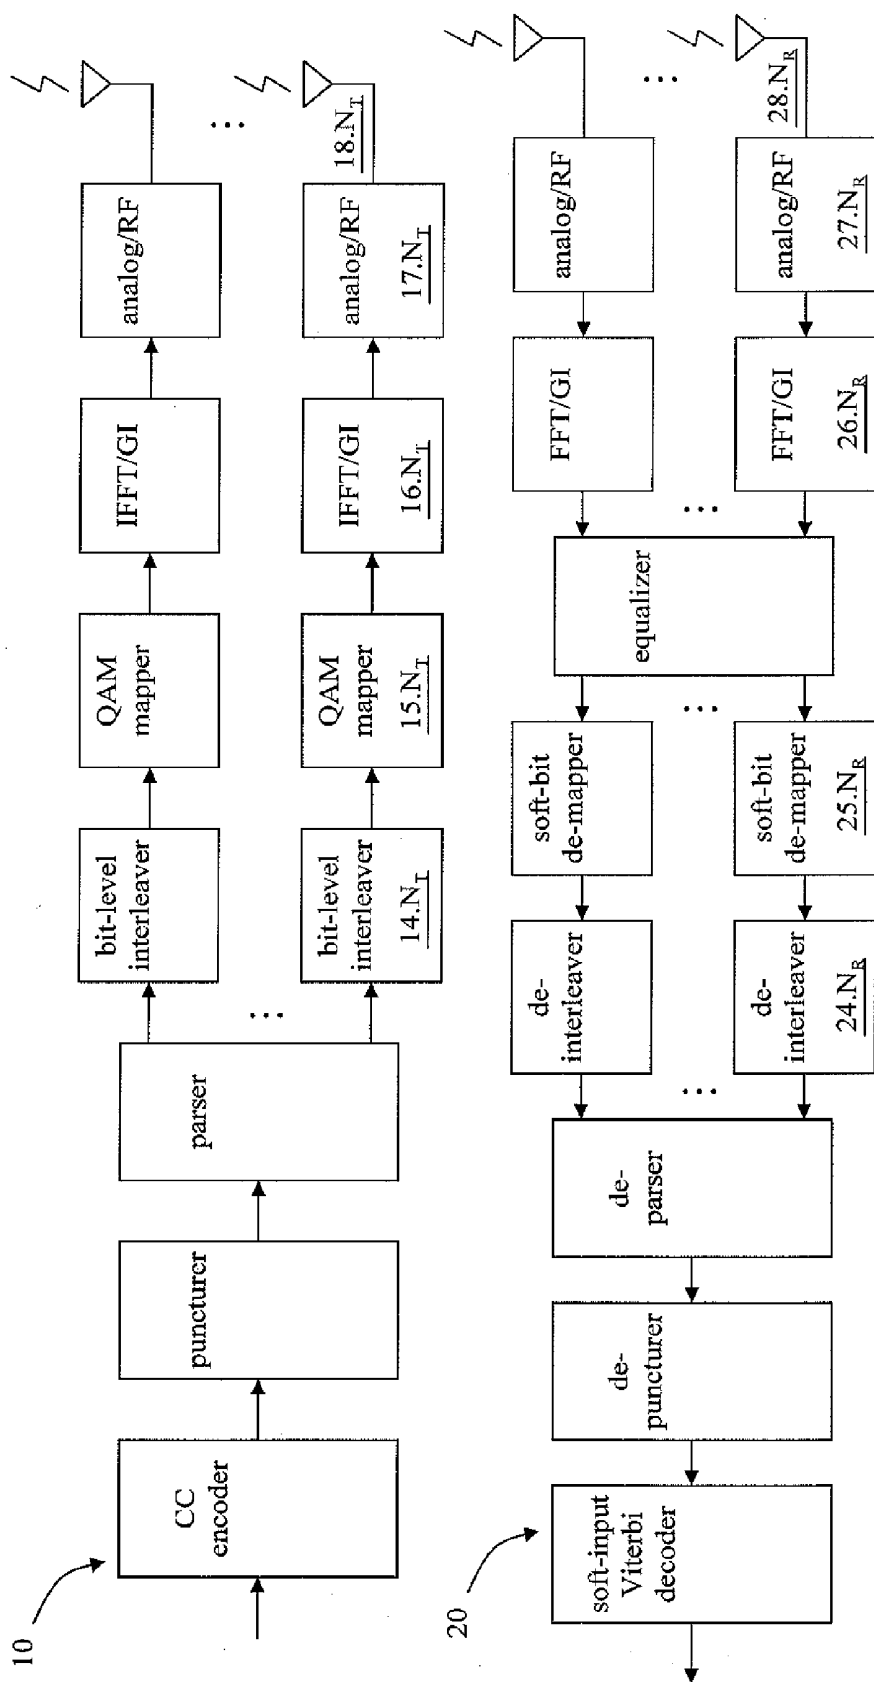 10
CC
encoder
puncturer
parser
bit-level
interleaver
QAM
mapper
IFFT/GI
analog/RF
...
...
bit-level
interleaver
14.N_T
QAM
mapper
15.N_T
IFFT/GI
16.N_T
analog/RF
17.N_T
18.N_T
20
soft-input
Viterbi
decoder
de-
puncturer
de-
parser
de-
interleaver
soft-bit
de-mapper
equalizer
FFT/GI
analog/RF
...
...
...
...
de-
interleaver
24.N_R
soft-bit
de-mapper
25.N_R
FFT/GI
26.N_R
analog/RF
27.N_R
28.N_R